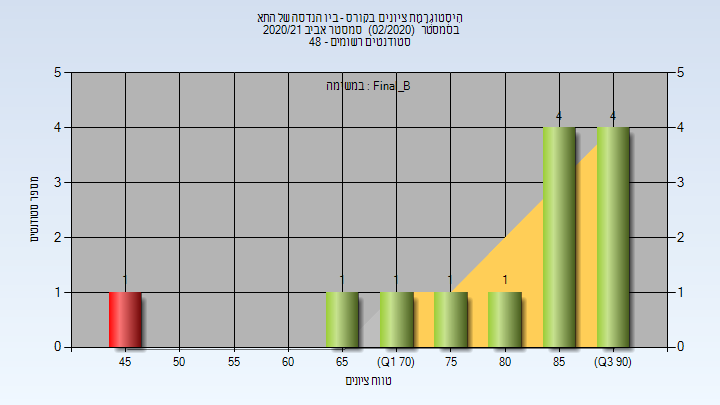 היסטוגרמת ציונים בקורס - ביו הנדסה של התא
בסמסטר (02/2020) סמסטר אביב 2020/21
סטודנטים רשומים - 48
במשימה : Final_B
מספר סטודנטים
5 5
4 4
3 3
2 2
1 1
0 0
1 1 1 1 1 4 4
45 50 55 60 65 (Q1 70) 75 80 85 (Q3 90)
טווח ציונים